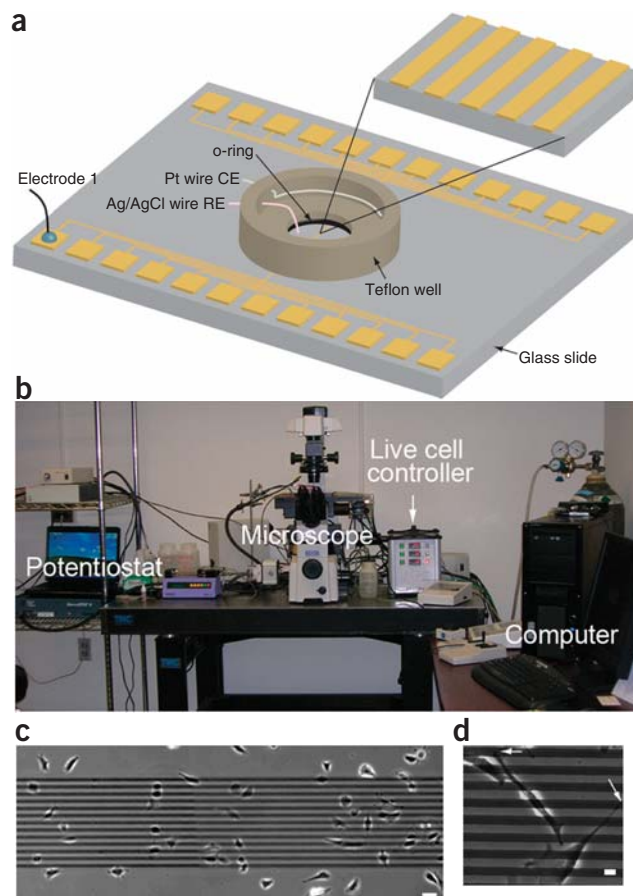 a
o-ring
Electrode 1
Pt wire CE
Ag/AgCl wire RE
Teflon well
Glass slide
b
Live cell
controller
Microscope
Potentiostat
Computer
c
d